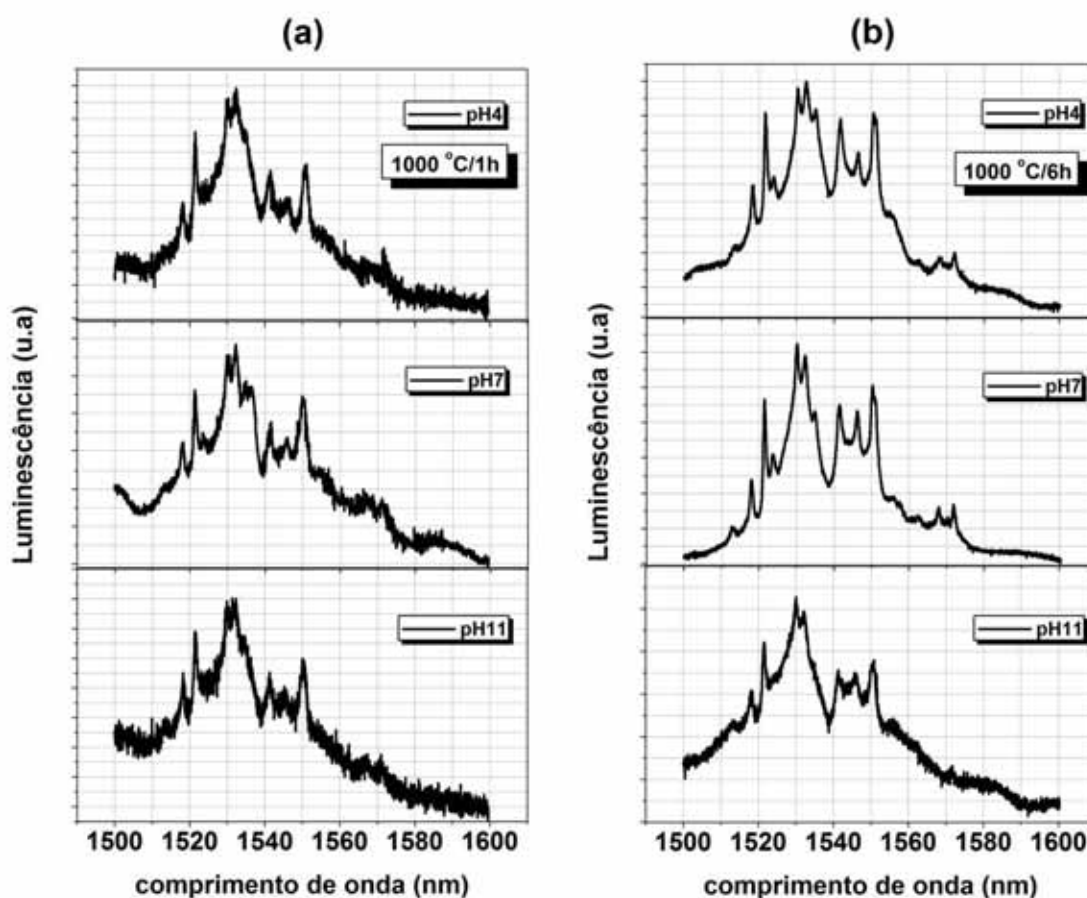 (a)
pH4
1000 °C/1h
pH7
pH11
Luminescência (u.a)
1500 1520 1540 1560 1580 1600
comprimento de onda (nm)
(b)
pH4
1000 °C/6h
pH7
pH11
Luminescência (u.a)
1500 1520 1540 1560 1580 1600
comprimento de onda (nm)